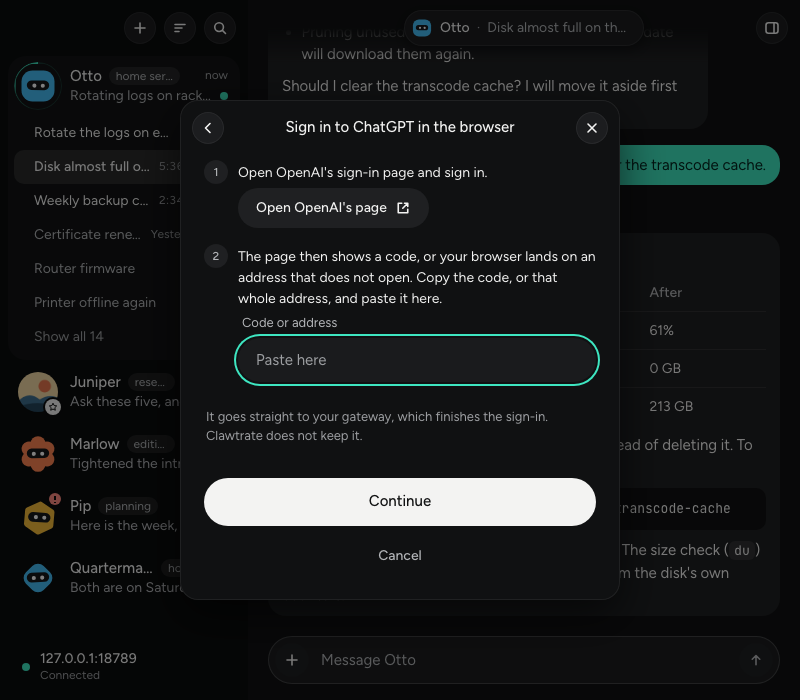 Otto · Disk almost full on th...
Pruning unused
date
will download them again.
Should I clear the transcode cache? I will move it aside first
Otto
home ser...
now
Rotating logs on rack...
Rotate the logs on e...
Disk almost full o...
5:36
Weekly backup c...
2:34
Certificate rene...
Yeste
Router firmware
Printer offline again
Show all 14
Juniper
rese...
Ask these five, an
Marlow
editi...
Tightened the int
Pip
planning
Here is the week,
Quarterma...
ho
Both are on Satur
127.0.0.1:18789
Connected
Sign in to ChatGPT in the browser
1
Open OpenAI's sign-in page and sign in.
Open OpenAI's page
2
The page then shows a code, or your browser lands on an
address that does not open. Copy the code, or that
whole address, and paste it here.
Code or address
Paste here
It goes straight to your gateway, which finishes the sign-in.
Clawtrate does not keep it.
Continue
Cancel
the transcode cache.
After
61%
0 GB
213 GB
ead of deleting it. To
transcode-cache
The size check ( du )
m the disk's own
Message Otto